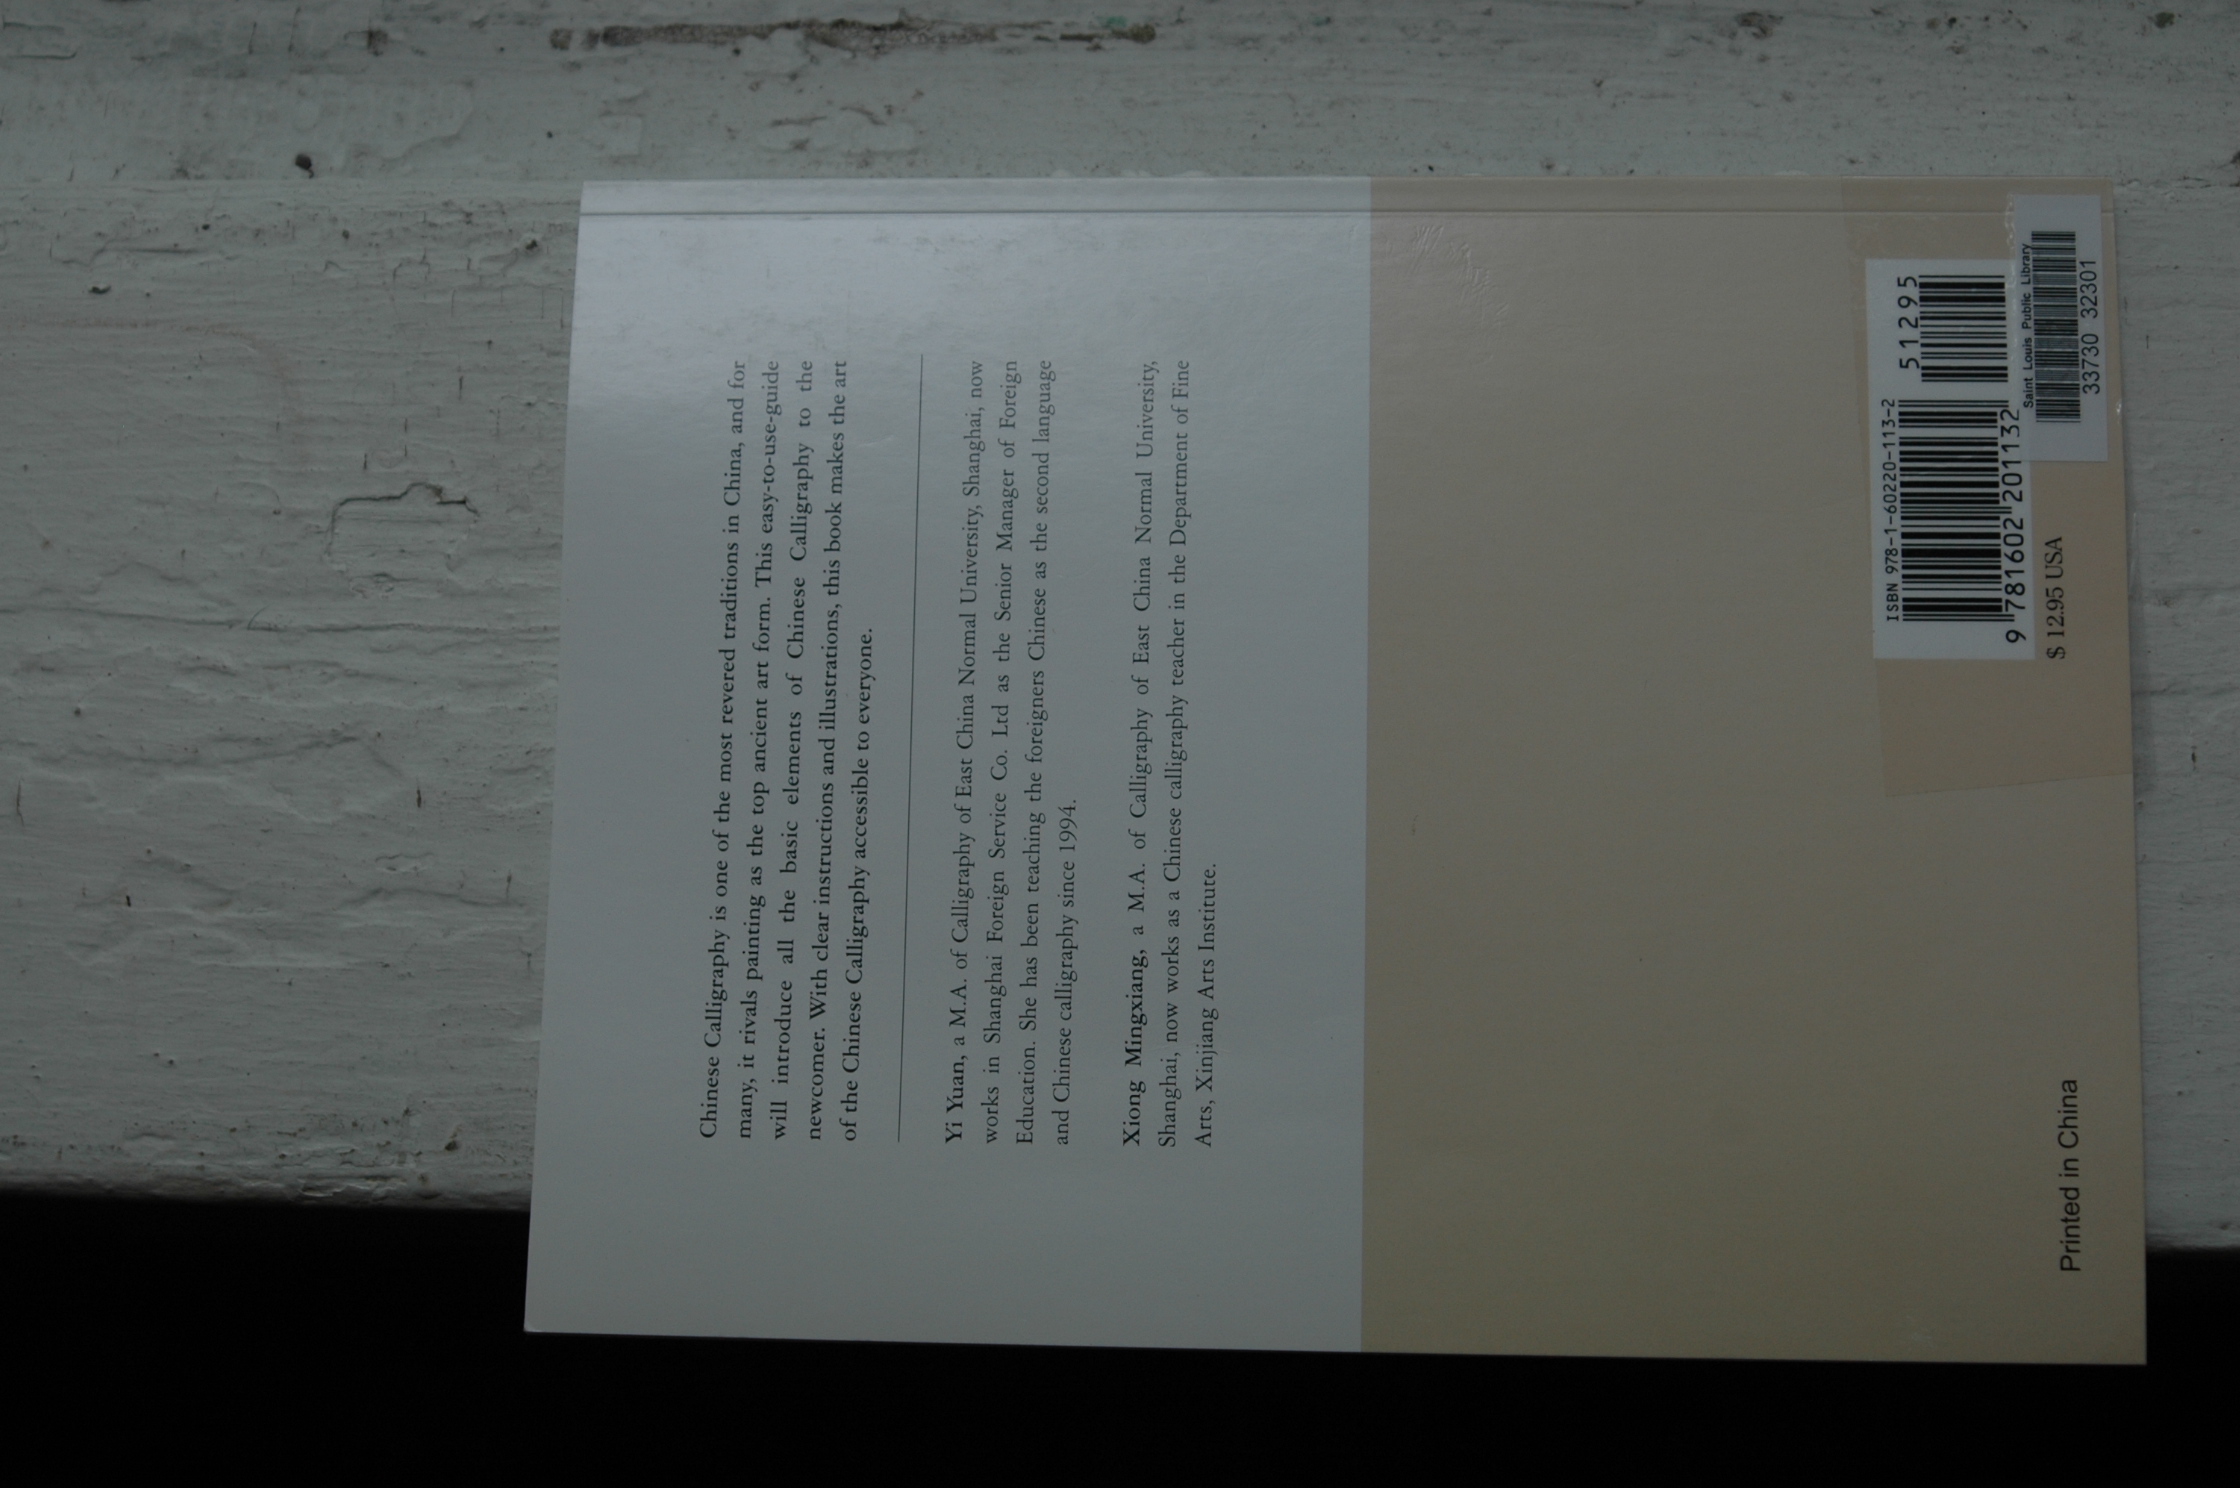 Chinese Calligraphy is one of the most revered traditions in China, and for
many, it rivals painting as the top ancient art form. This easy-to-use-guide
will introduce all the basic elements of Chinese Calligraphy to the
newcomer. With clear instructions and illustrations, this book makes the art
of the Chinese Calligraphy accessible to everyone.
Yi Yuan, a M.A. of Calligraphy of East China Normal University, Shanghai, now
works in Shanghai Foreign Service Co. Ltd as the Senior Manager of Foreign
Education. She has been teaching the foreigners Chinese as the second language
and Chinese calligraphy since 1994.
Xiong Mingxiang, a M.A. of Calligraphy of East China Normal University,
Shanghai, now works as a Chinese calligraphy teacher in the Department of Fine
Arts, Xinjiang Arts Institute.
ISBN 978-1-60220-113-2
51295
9 781602 201132
Saint Louis Public Library
33730 32301
$ 12.95 USA
Printed in China